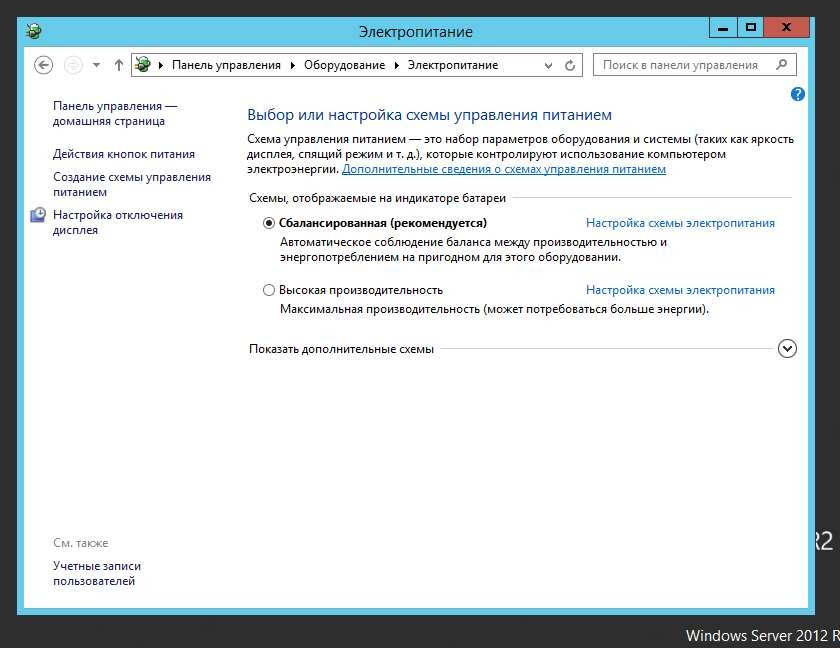 Электропитание
Панель управления Оборудование Электропитание
Поиск в панели управления
Панель управления —
домашняя страница
Действия кнопок питания
Создание схемы управления
питанием
Настройка отключения
дисплея
Выбор или настройка схемы управления питанием
Схема управления питанием — это набор параметров оборудования и системы (таких как яркость
дисплея, спящий режим и т. д.), которые контролируют использование компьютером
электроэнергии. Дополнительные сведения о схемах управления питанием
Схемы, отображаемые на индикаторе батареи
Сбалансированная (рекомендуется) Настройка схемы электропитания
Автоматическое соблюдение баланса между производительностью и
энергопотреблением на пригодном для этого оборудовании.
Высокая производительность Настройка схемы электропитания
Максимальная производительность (может потребоваться больше энергии).
Показать дополнительные схемы
См. также
Учетные записи
пользователей
R2
Windows Server 2012 R